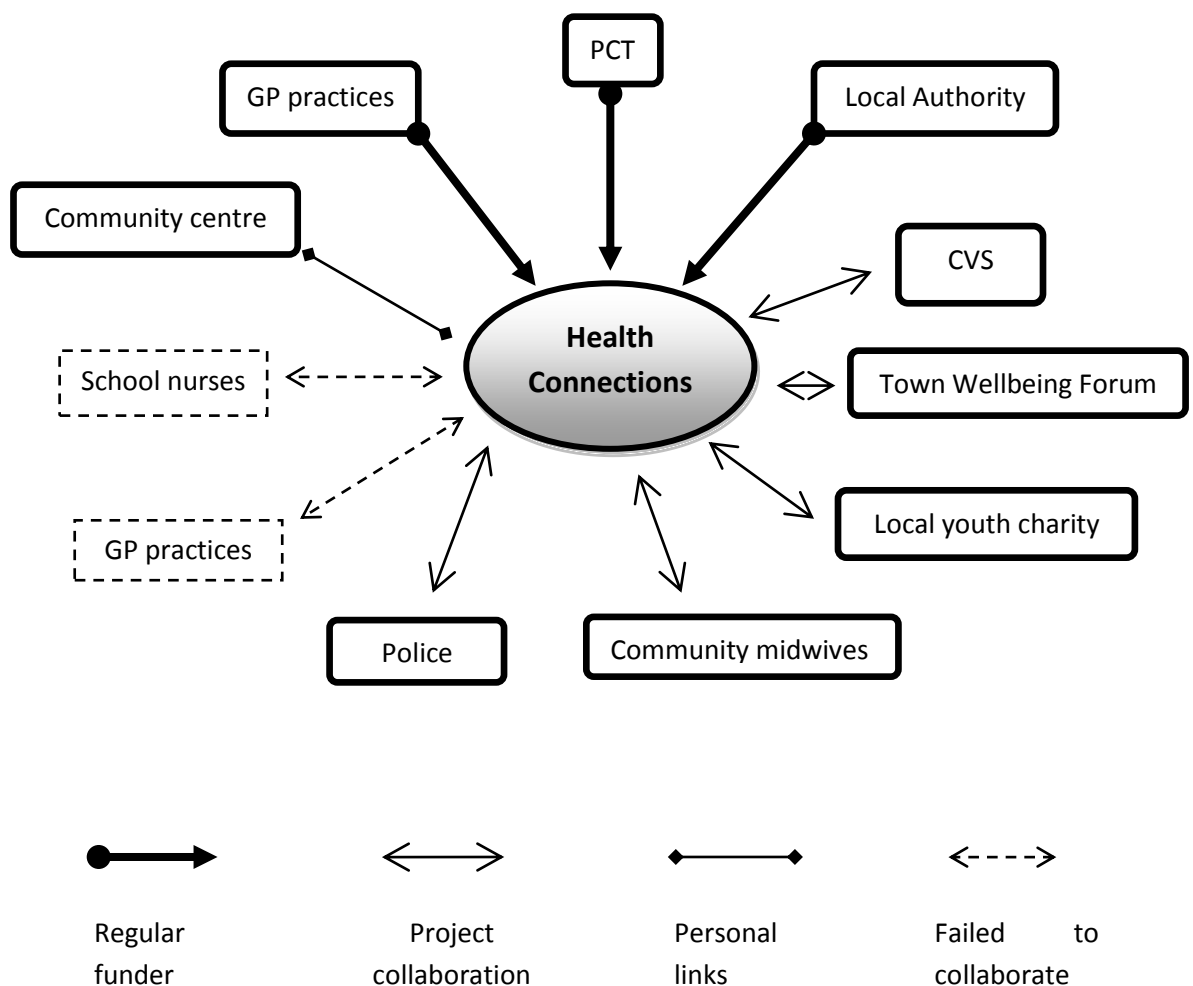 PCT
GP practices
Local Authority
Community centre
CVS
Health
Connections
School nurses
Town Wellbeing Forum
Local youth charity
GP practices
Police
Community midwives
Regular
funder
Project
collaboration
Personal
links
Failed to
collaborate